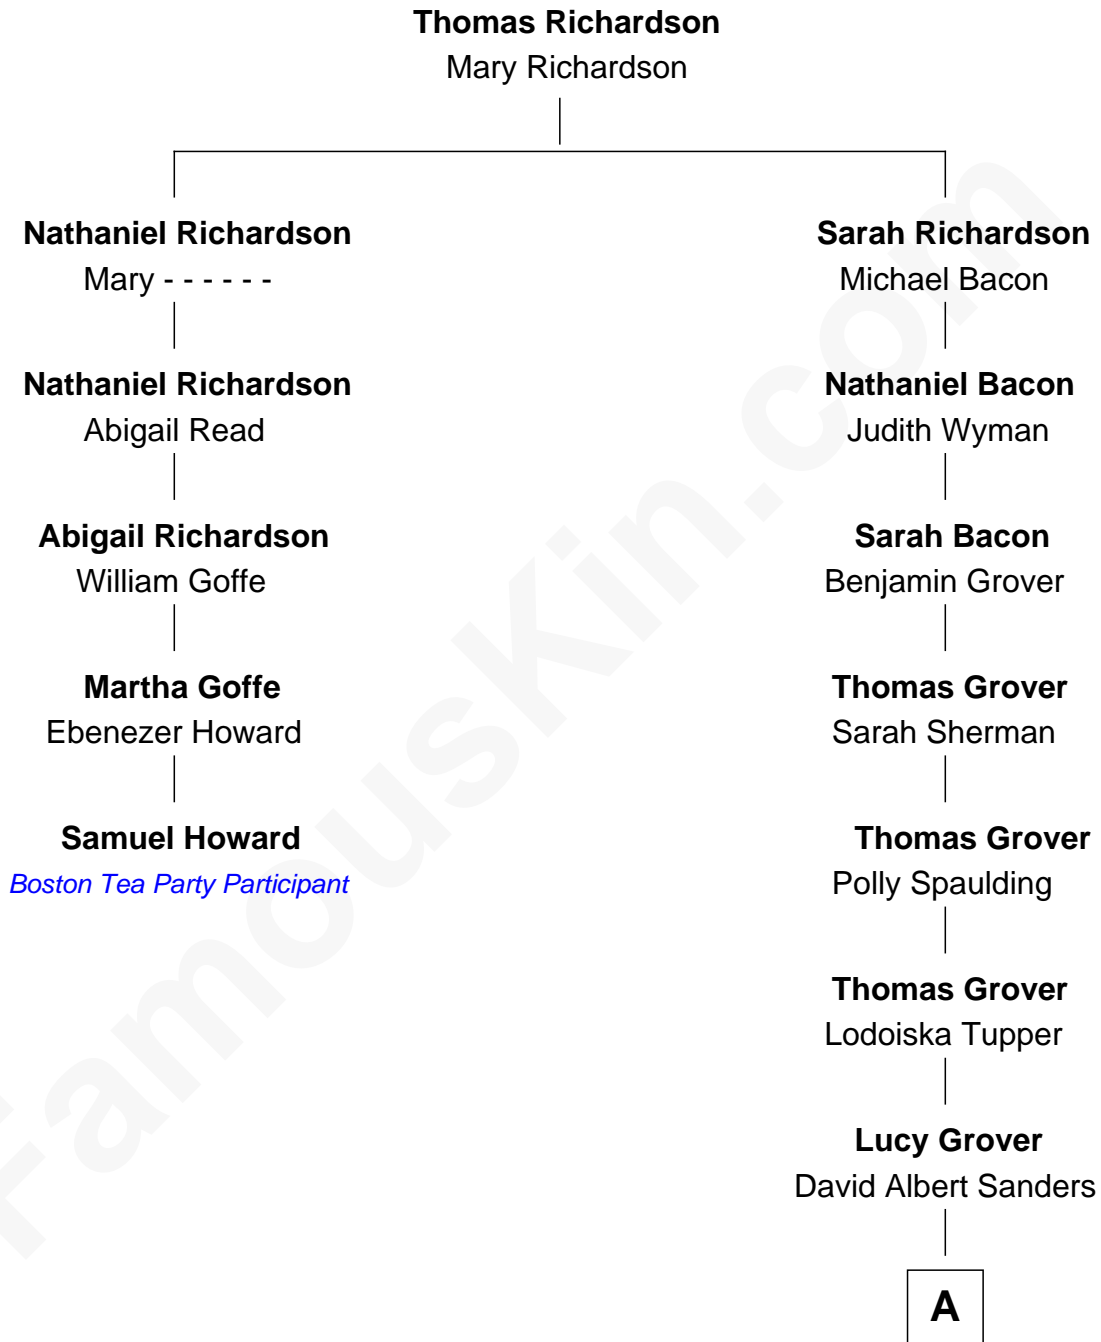 Thomas Richardson
Mary Richardson
Nathaniel Richardson
Mary - - - - - -
Nathaniel Richardson
Abigail Read
Abigail Richardson
William Goffe
Martha Goffe
Ebenezer Howard
Samuel Howard
Boston Tea Party Participant
Sarah Richardson
Michael Bacon
Nathaniel Bacon
Judith Wyman
Sarah Bacon
Benjamin Grover
Thomas Grover
Sarah Sherman
Thomas Grover
Polly Spaulding
Thomas Grover
Lodoiska Tupper
Lucy Grover
David Albert Sanders
A
FamousKin.com